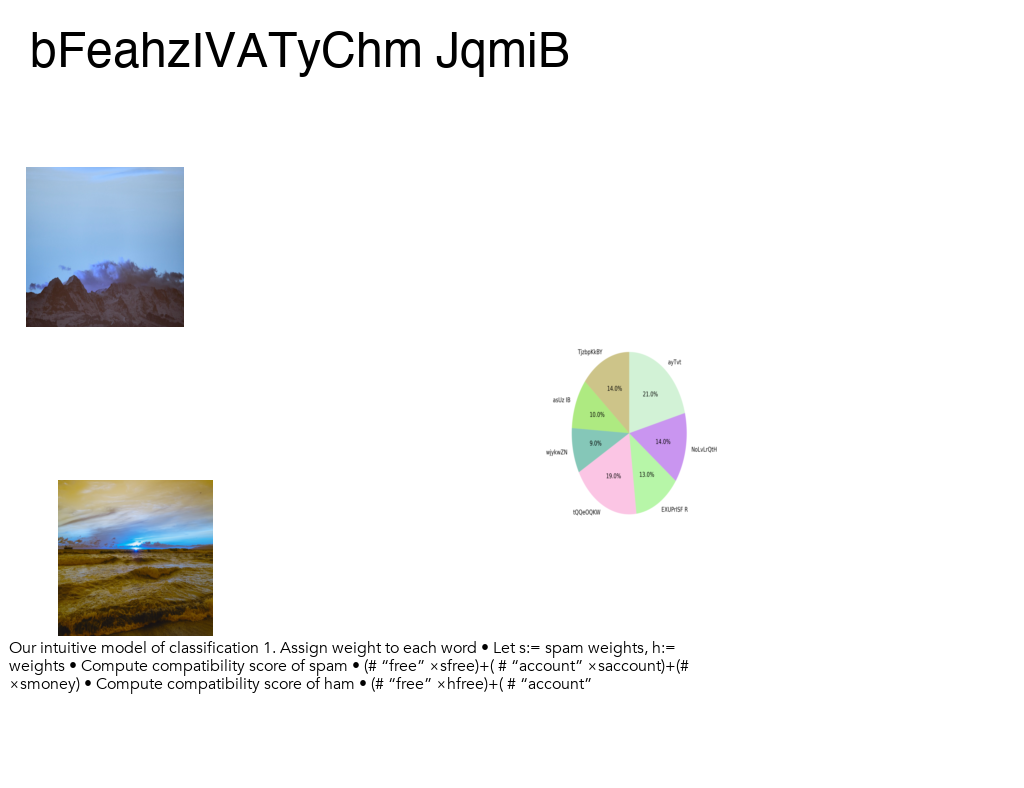 bFeahzIVATyChm JqmiB
TjzbpKkBY
ayTvt
14.0%
21.0%
asUz IB
10.0%
wjykwZN
9.0%
14.0%
NoLvLrQtH
19.0%
13.0%
tQQeOQKW
EXUPrISF R
Our intuitive model of classification 1. Assign weight to each word • Let s:= spam weights, h:=
weights • Compute compatibility score of spam • (# “free” ×sfree)+( # “account” ×saccount)+(#
×smoney) • Compute compatibility score of ham • (# “free” ×hfree)+( # “account”